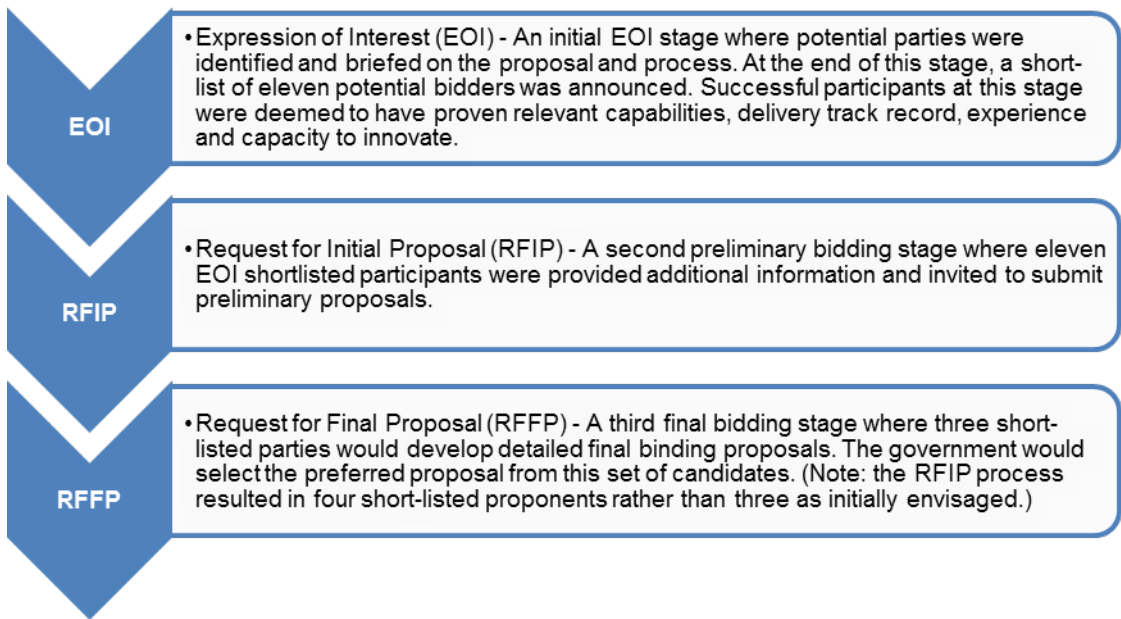 EOI
•Expression of Interest (EOI) - An initial EOI stage where potential parties were
identified and briefed on the proposal and process. At the end of this stage, a short-
list of eleven potential bidders was announced. Successful participants at this stage
were deemed to have proven relevant capabilities, delivery track record, experience
and capacity to innovate.
RFIP
•Request for Initial Proposal (RFIP) - A second preliminary bidding stage where eleven
EOI shortlisted participants were provided additional information and invited to submit
preliminary proposals.
RFFP
•Request for Final Proposal (RFFP) - A third final bidding stage where three short-
listed parties would develop detailed final binding proposals. The government would
select the preferred proposal from this set of candidates. (Note: the RFIP process
resulted in four short-listed proponents rather than three as initially envisaged.)